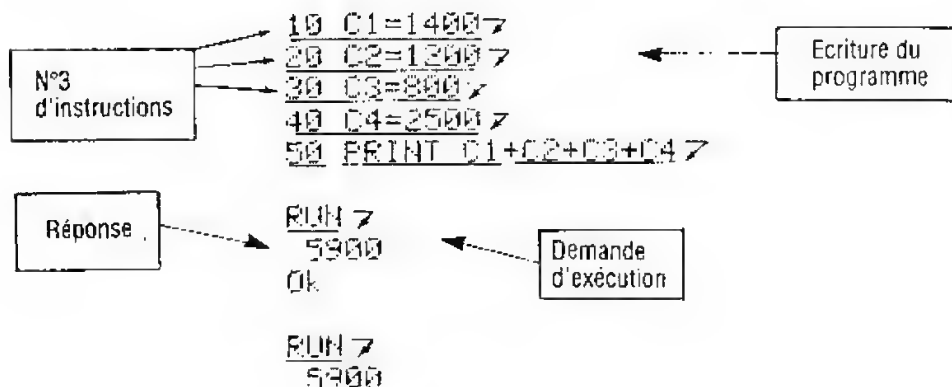 10 C1=1400
20 C2=1200
30 C3=800
40 C4=2500
50 PRINT C1+C2+C3+C4
N°3
d'instructions
Ecriture du
programme
RUN
5900
Ok
Réponse
Demande
d'exécution
RUN
5900